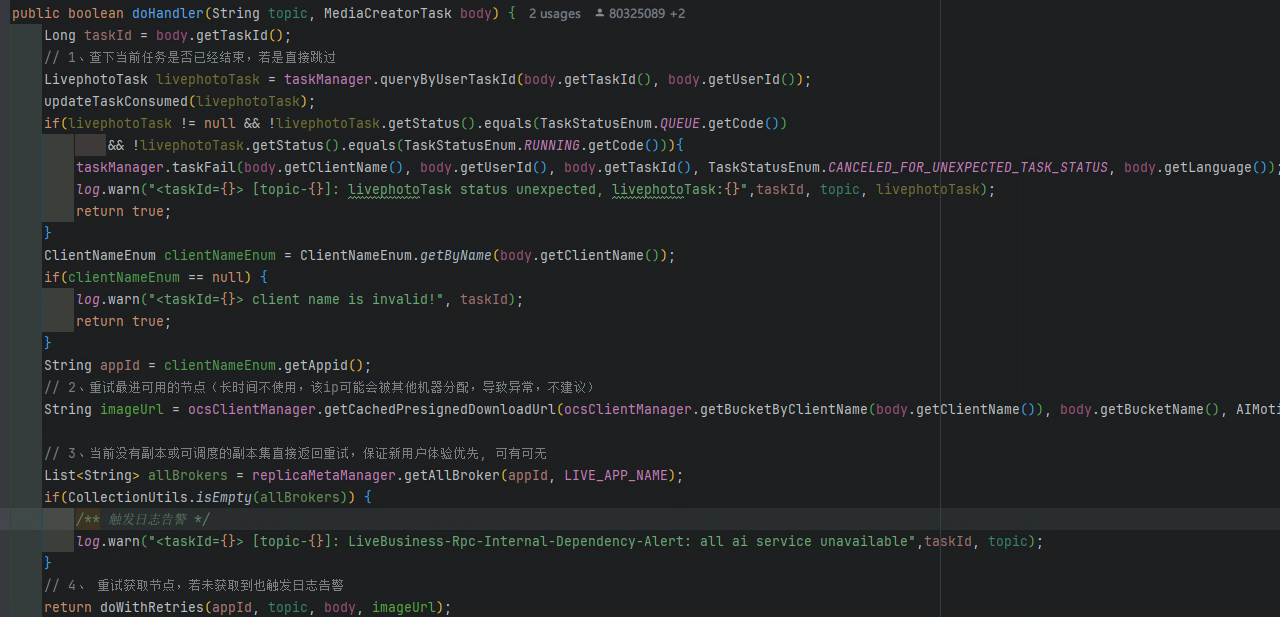 public boolean doHandler(String topic, MediaCreatorTask body) { 2 usages 80325089 +2
Long taskId = body.getTaskId();
// 1、查下当前任务是否已经结束，若是直接跳过
LivephotoTask livephotoTask = taskManager.queryByUserTaskId(body.getTaskId(), body.getUserId());
updateTaskConsumed(livephotoTask);
if(livephotoTask != null && !livephotoTask.getStatus().equals(TaskStatusEnum.QUEUE.getCode())
&& !livephotoTask.getStatus().equals(TaskStatusEnum.RUNNING.getCode())){
taskManager.taskFail(body.getClientName(), body.getUserId(), body.getTaskId(), TaskStatusEnum.CANCELED_FOR_UNEXPECTED_TASK_STATUS, body.getLanguage());
log.warn("<taskId={}> [topic-{}]: livephotoTask status unexpected, livephotoTask:{}",taskId, topic, livephotoTask);
return true;
}
ClientNameEnum clientNameEnum = ClientNameEnum.getByName(body.getClientName());
if(clientNameEnum == null) {
log.warn("<taskId={}> client name is invalid!", taskId);
return true;
}
String appId = clientNameEnum.getAppid();
// 2、重试最进可用的节点（长时间不使用，该ip可能会被其他机器分配，导致异常，不建议）
String imageUrl = ocsClientManager.getCachedPresignedDownloadUrl(ocsClientManager.getBucketByClientName(body.getClientName()), body.getBucketName(), AIMoti
// 3、当前没有副本或可调度的副本集直接返回重试，保证新用户体验优先, 可有可无
List<String> allBrokers = replicaMetaManager.getAllBroker(appId, LIVE_APP_NAME);
if(CollectionUtils.isEmpty(allBrokers)) {
/** 触发日志告警 */
log.warn("<taskId={}> [topic-{}]: LiveBusiness-Rpc-Internal-Dependency-Alert: all ai service unavailable",taskId, topic);
}
// 4、 重试获取节点，若未获取到也触发日志告警
return doWithRetries(appId, topic, body, imageUrl);